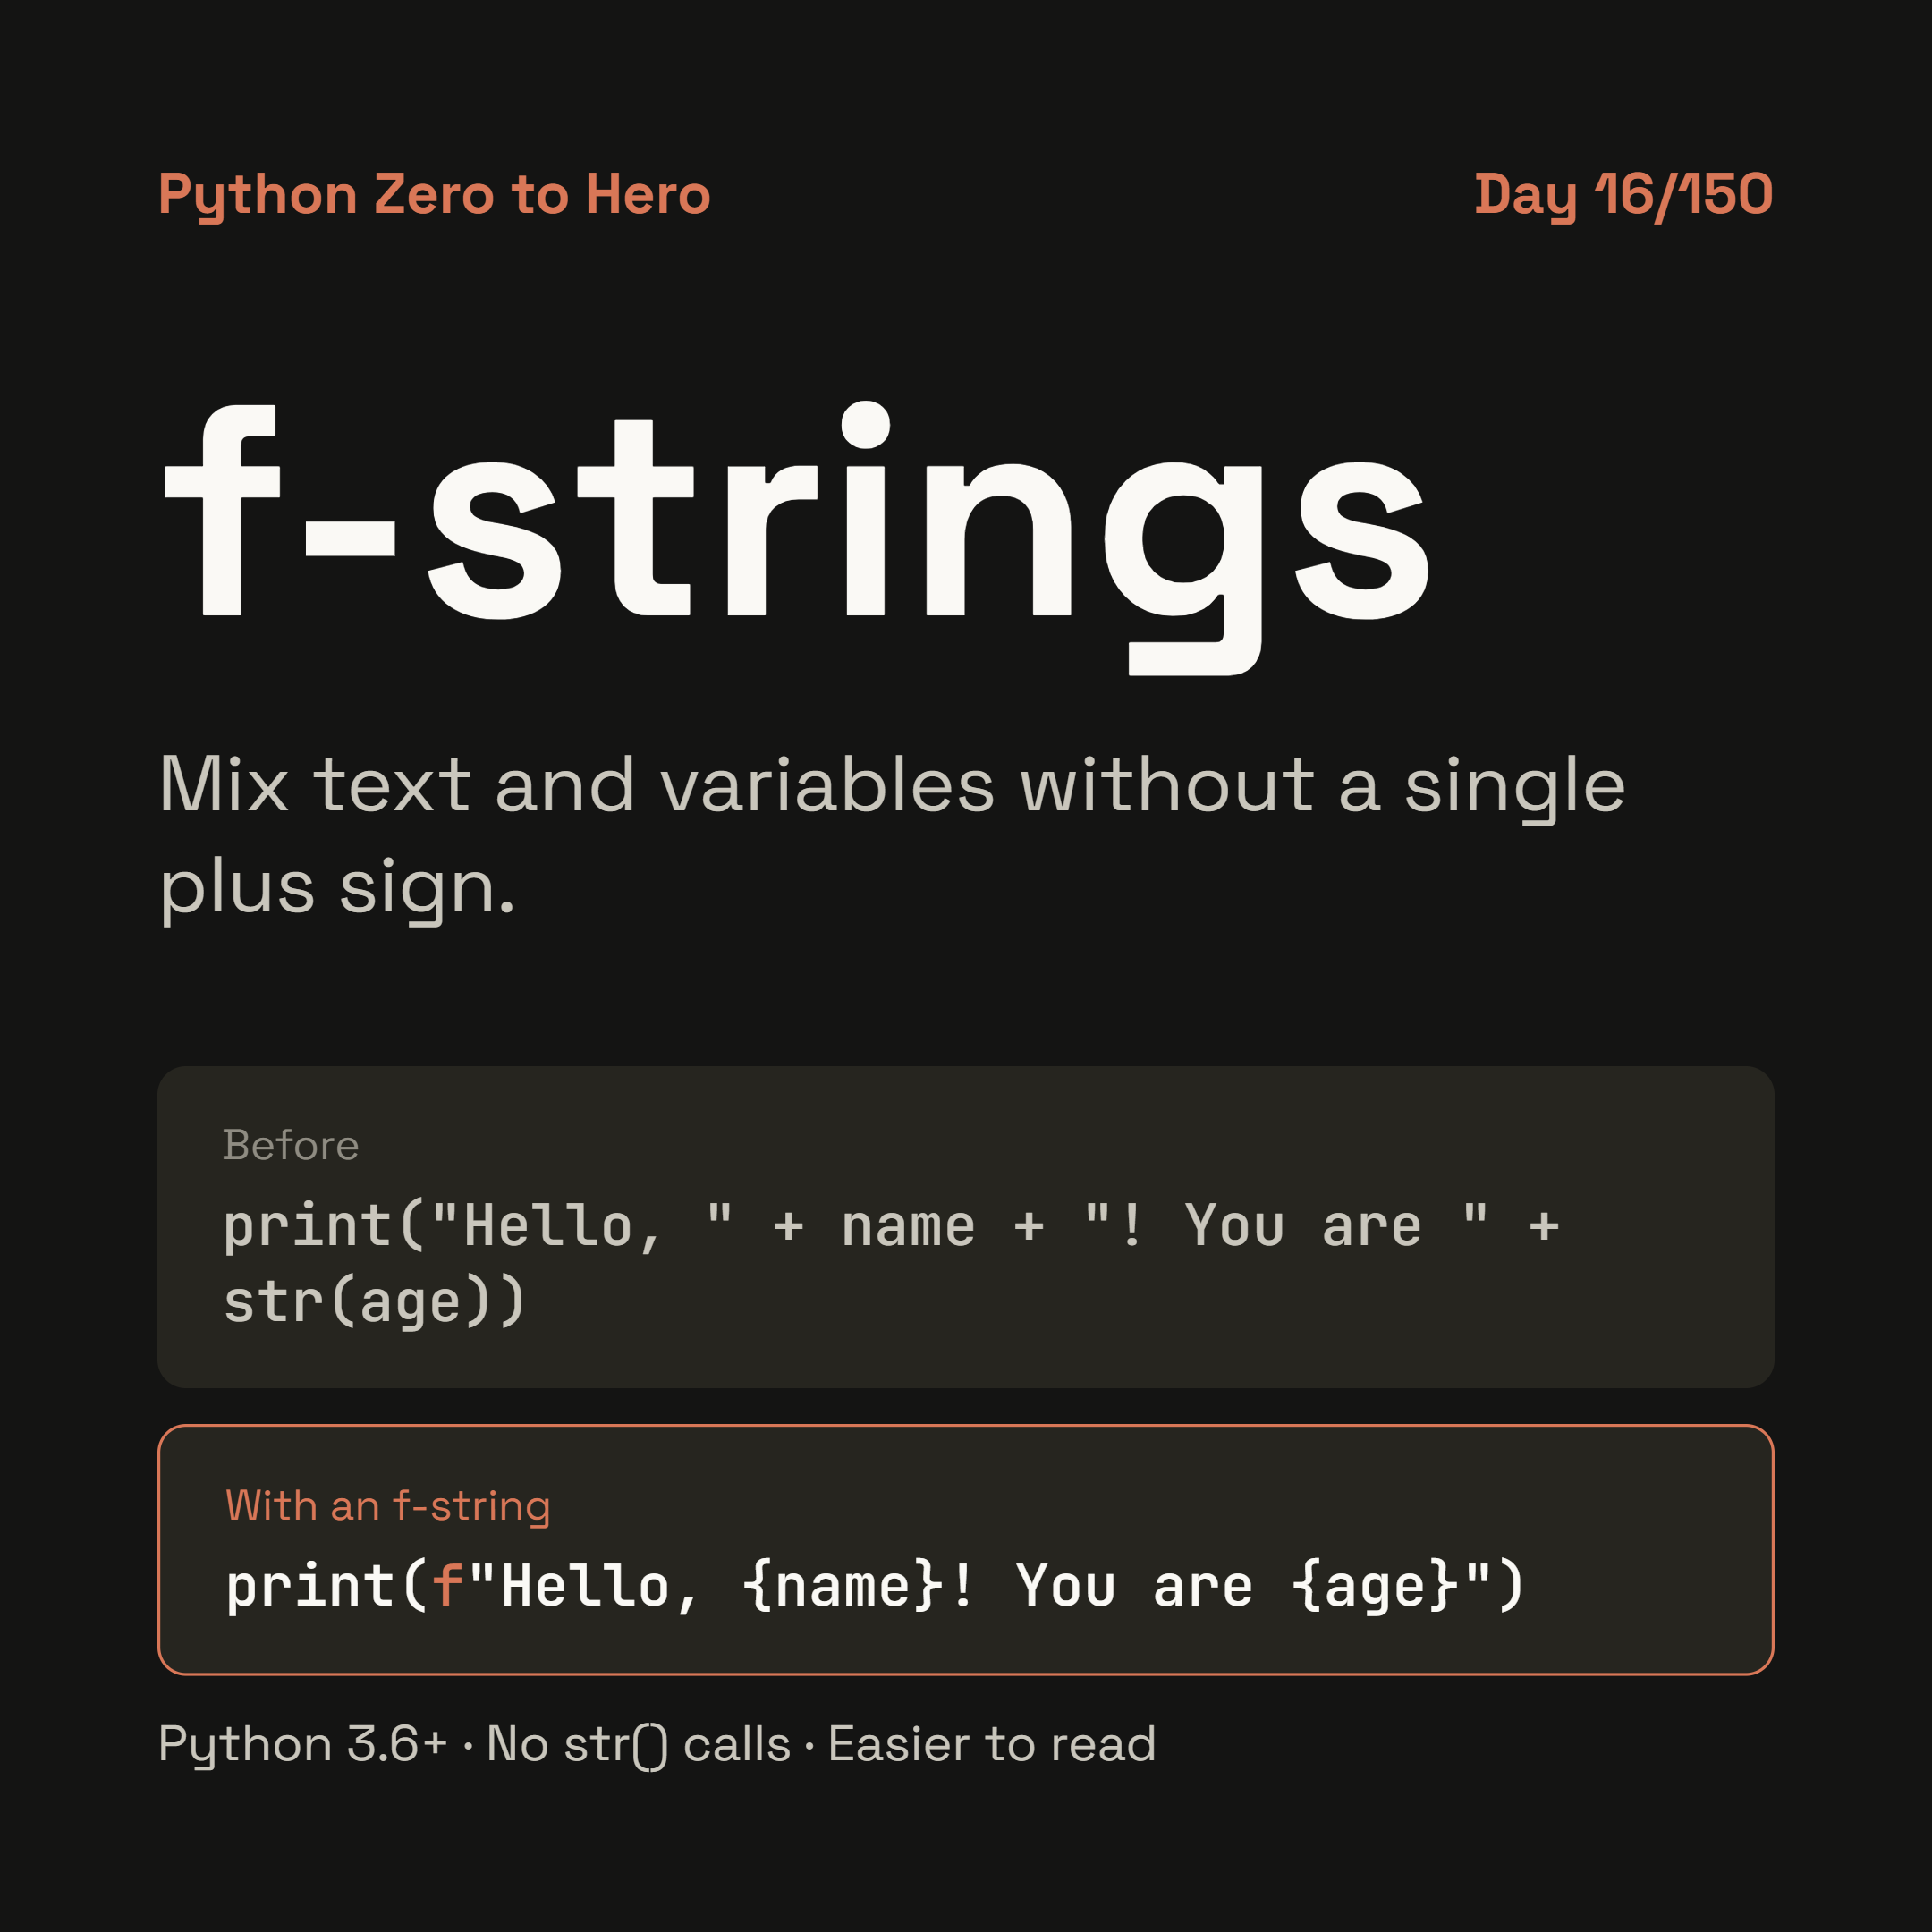 Python Zero to Hero
Day 16/150
f-strings
Mix text and variables without a single
plus sign.
Before
print("Hello, " + name + "! You are " +
str(age))
With an f-string
print(f"Hello, {name}! You are {age}")
Python 3.6+ · No str() calls · Easier to read